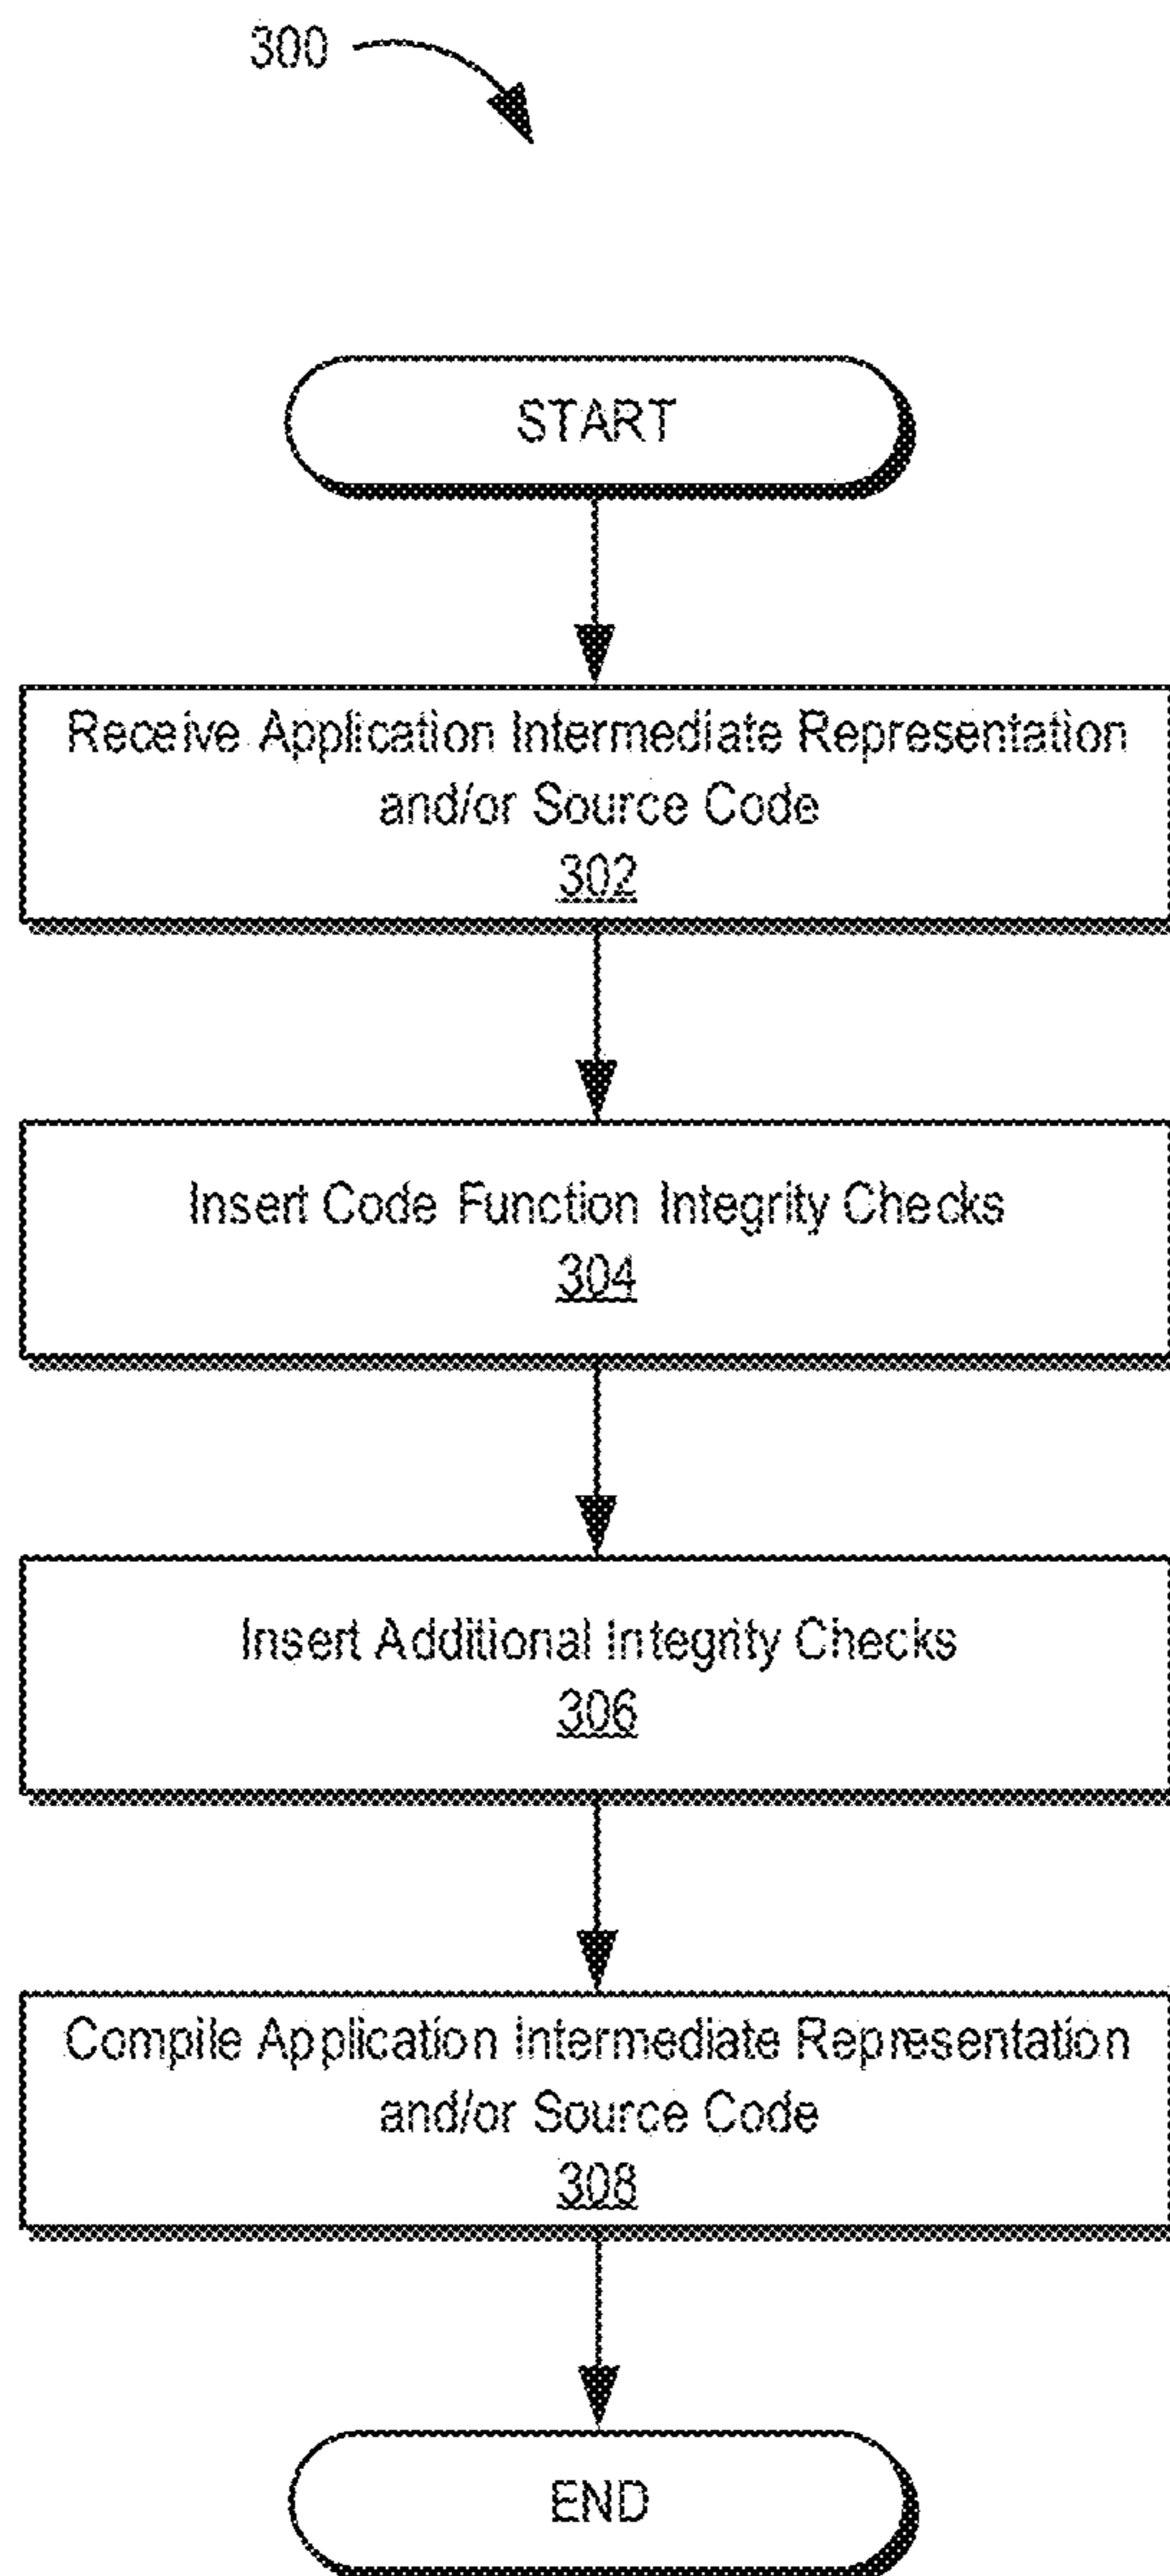 300
START
Receive Application Intermediate Representation
and/or Source Code
302
Insert Code Function Integrity Checks
304
Insert Additional Integrity Checks
306
Compile Application Intermediate Representation
and/or Source Code
308
END